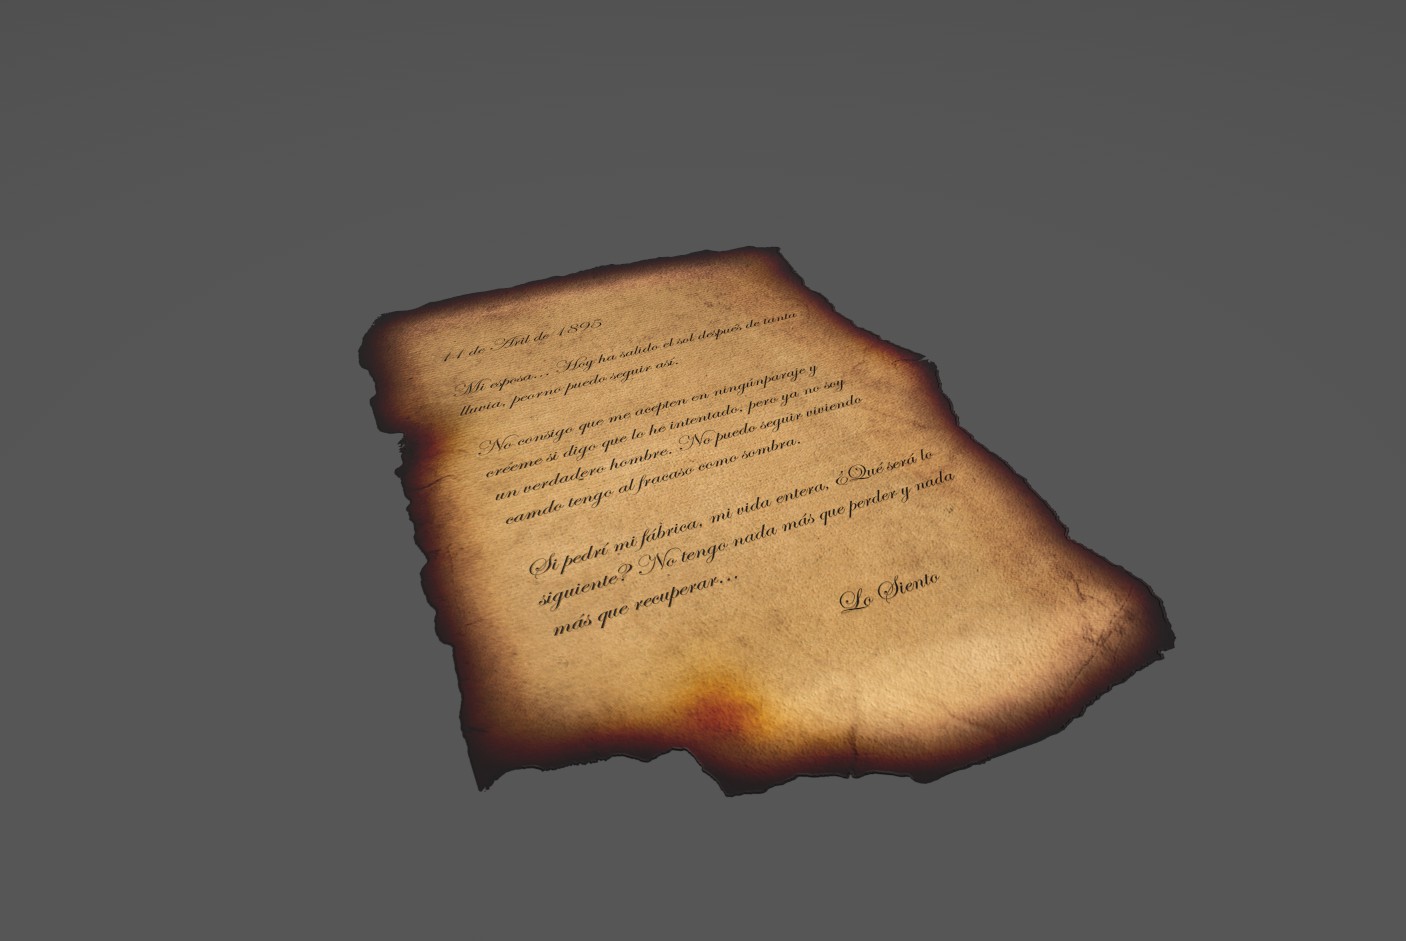 11 de Aril de 1895
Mi esposa... Hoy ha salido el sol después de tanta
lluvia, peorno puedo seguir así.
No consigo que me acepten en ningúnparaje y
créeme si digo que lo he intentado, pero ya no soy
un verdadero hombre. No puedo seguir viviendo
camdo tengo al fracaso como sombra.
Si pedrí mi fábrica, mi vida entera, ¿Qué será lo
siguiente? No tengo nada más que perder y nada
más que recuperar...
Lo Siento